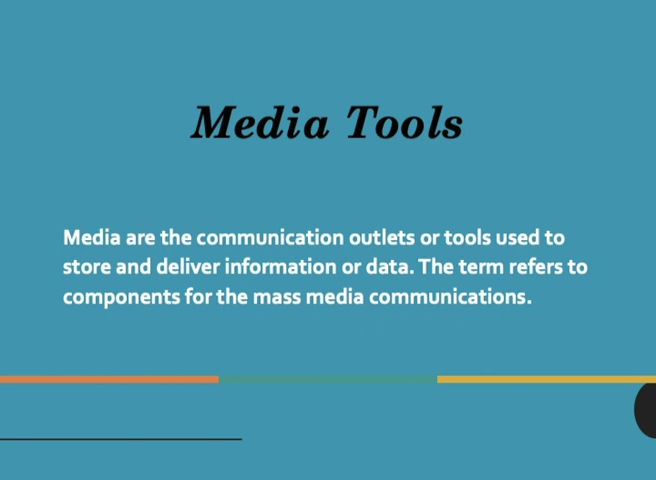 Media Tools
Media are the communication outlets or tools used to
store and deliver information or data. The term refers to
components for the mass media communications.